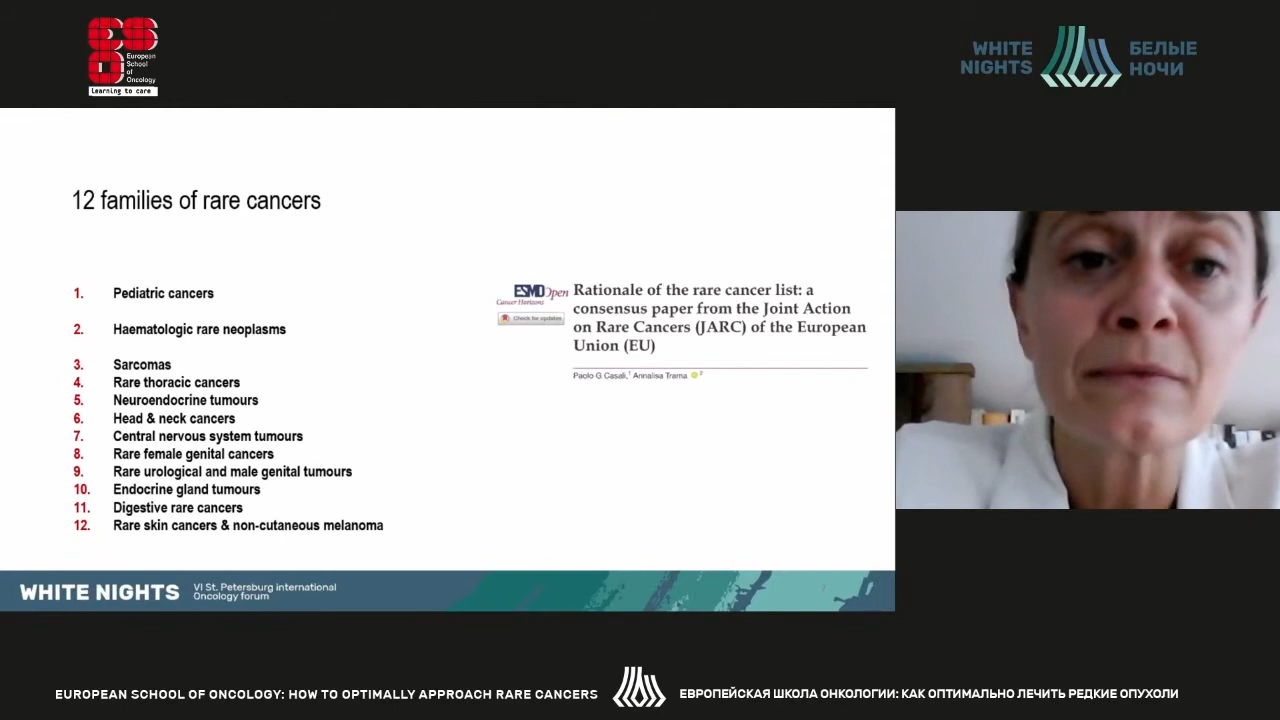 European
School
of
Oncology
Learning to care
WHITE
NIGHTS
БЕЛЫЕ
НОЧИ
12 families of rare cancers
1. Pediatric cancers
2. Haematologic rare neoplasms
3. Sarcomas
4. Rare thoracic cancers
5. Neuroendocrine tumours
6. Head & neck cancers
7. Central nervous system tumours
8. Rare female genital cancers
9. Rare urological and male genital tumours
10. Endocrine gland tumours
11. Digestive rare cancers
12. Rare skin cancers & non-cutaneous melanoma
ESMO Open
Cancer Horizons
Check for updates
Rationale of the rare cancer list: a
consensus paper from the Joint Action
on Rare Cancers (JARC) of the European
Union (EU)
Paolo G Casali,¹ Annalisa Trama ²
WHITE NIGHTS
VI St. Petersburg international
Oncology forum
EUROPEAN SCHOOL OF ONCOLOGY: HOW TO OPTIMALLY APPROACH RARE CANCERS
ЕВРОПЕЙСКАЯ ШКОЛА ОНКОЛОГИИ: КАК ОПТИМАЛЬНО ЛЕЧИТЬ РЕДКИЕ ОПУХОЛИ